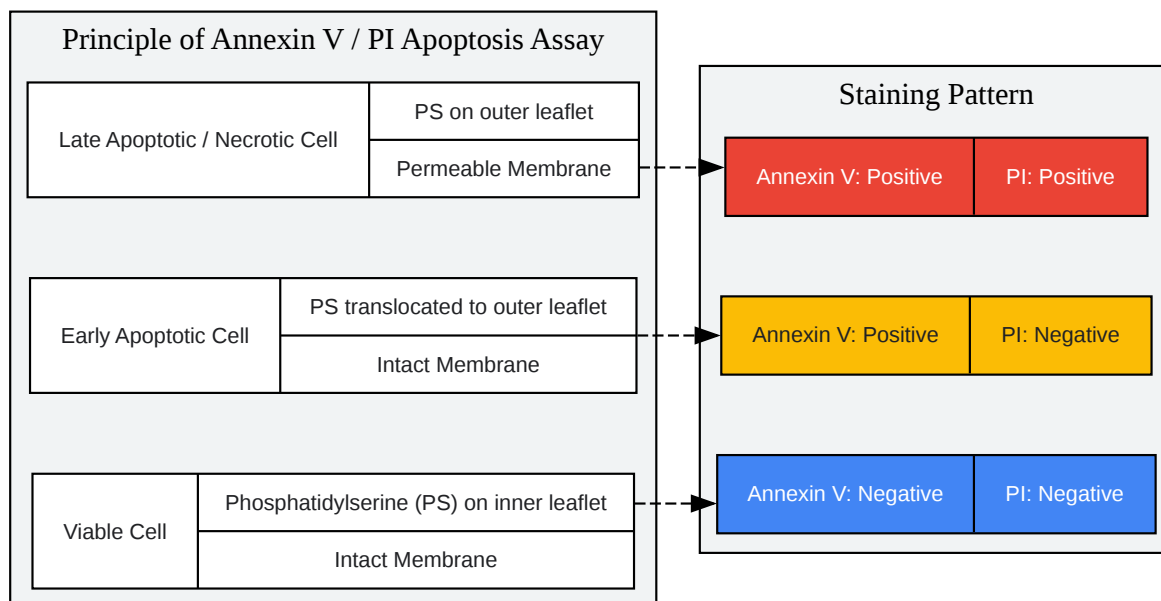 Principle of Annexin V / PI Apoptosis Assay
Late Apoptotic / Necrotic Cell
PS on outer leaflet
Permeable Membrane
Early Apoptotic Cell
PS translocated to outer leaflet
Intact Membrane
Viable Cell
Phosphatidylserine (PS) on inner leaflet
Intact Membrane
Staining Pattern
Annexin V: Positive
PI: Positive
Annexin V: Positive
PI: Negative
Annexin V: Negative
PI: Negative